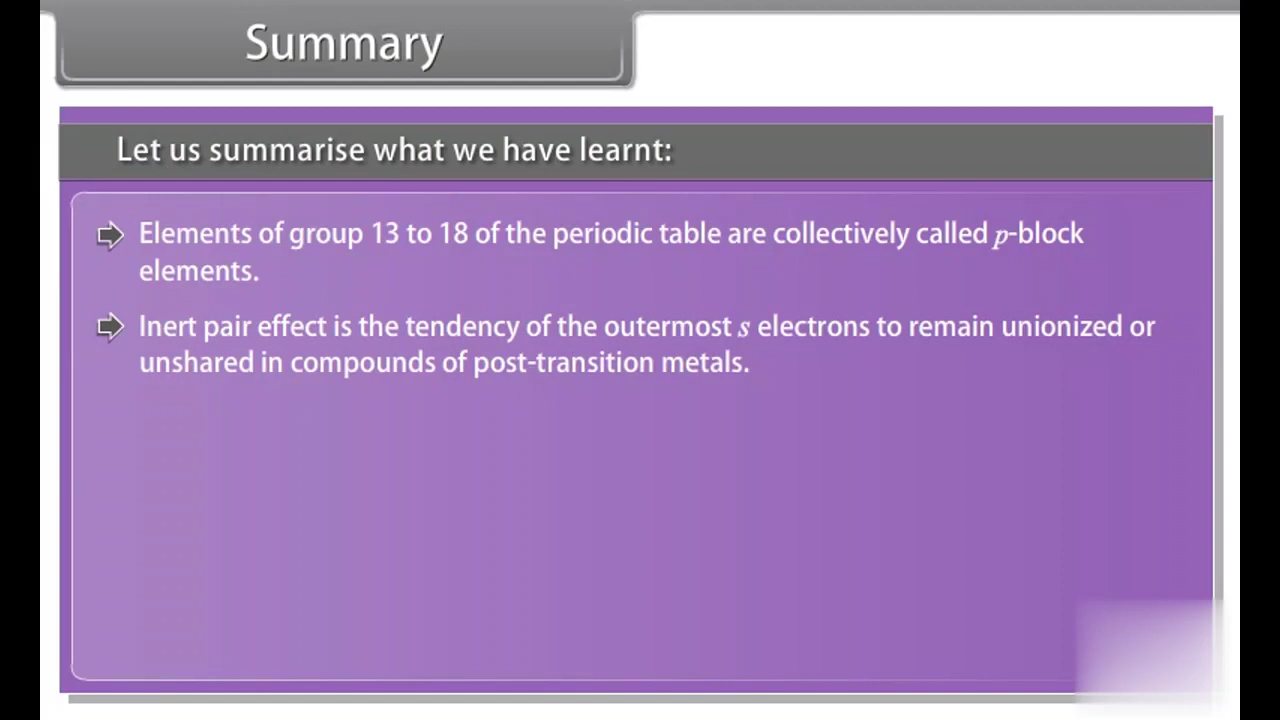 Summary
Let us summarise what we have learnt:
Elements of group 13 to 18 of the periodic table are collectively called p-block
elements.
Inert pair effect is the tendency of the outermost s electrons to remain unionized or
unshared in compounds of post-transition metals.